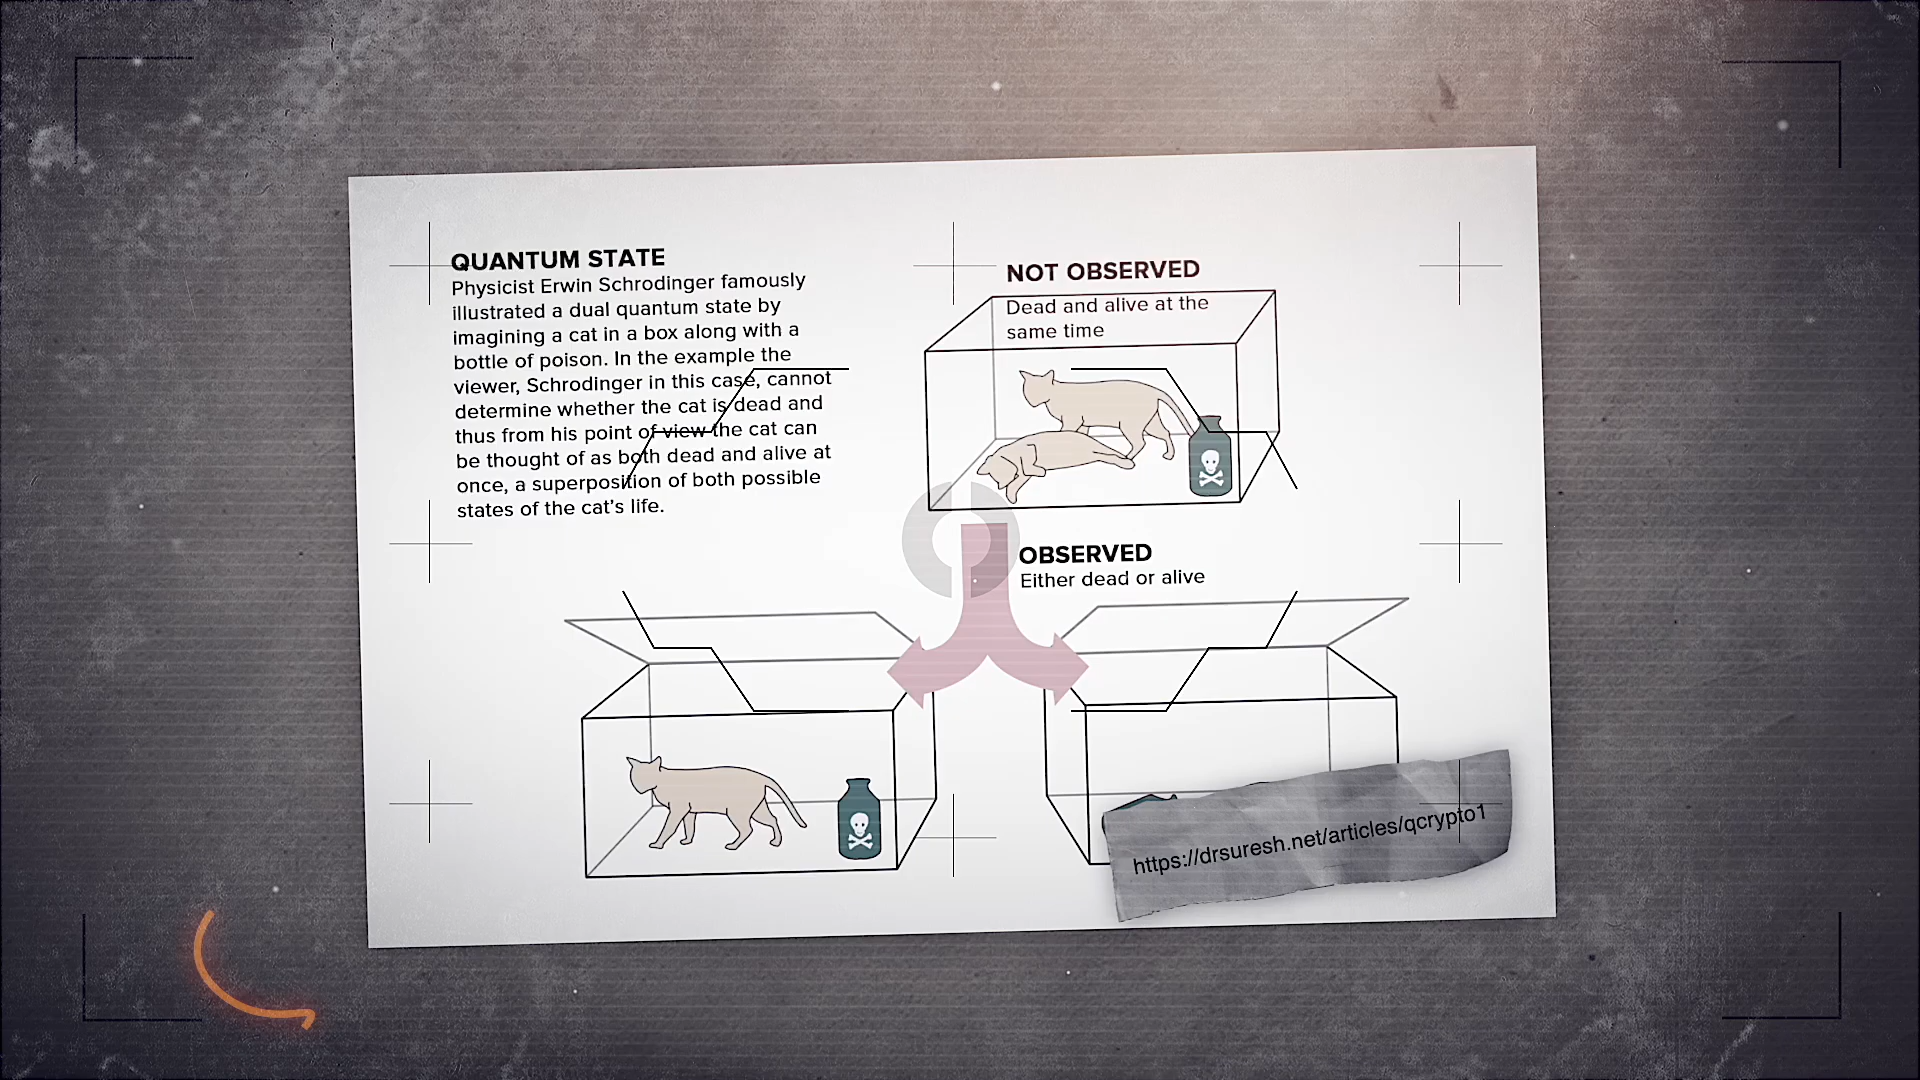 QUANTUM STATE
Physicist Erwin Schrodinger famously
illustrated a dual quantum state by
imagining a cat in a box along with a
bottle of poison. In the example the
viewer, Schrodinger in this case, cannot
determine whether the cat is dead and
thus from his point of view the cat can
be thought of as both dead and alive at
once, a superposition of both possible
states of the cat's life.
NOT OBSERVED
Dead and alive at the
same time
OBSERVED
Either dead or alive
https://drsuresh.net/articles/qcrypto1